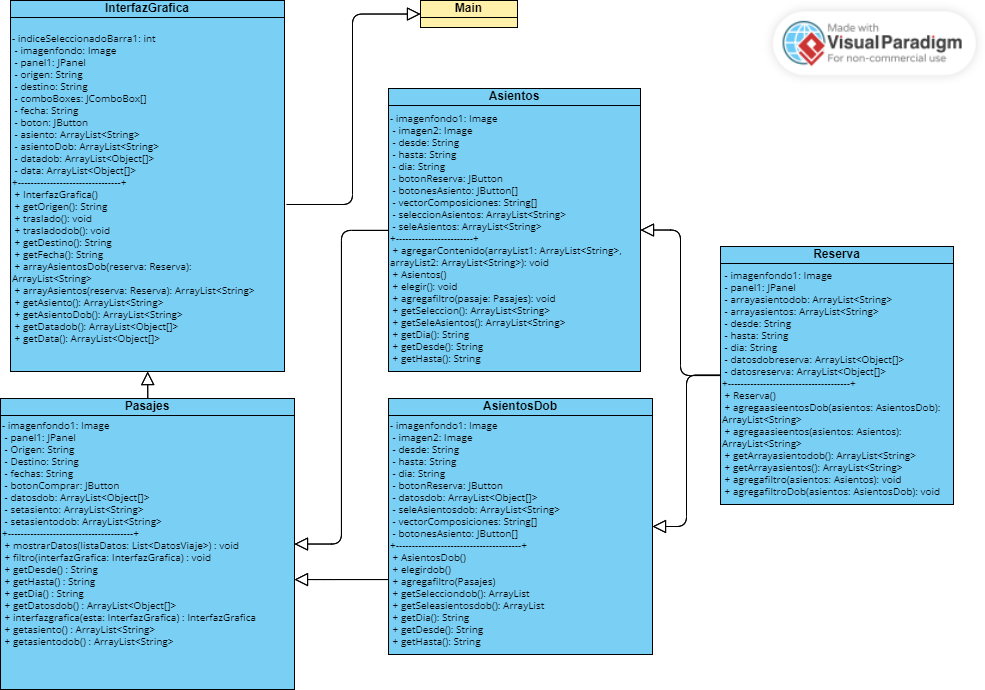 InterfazGrafica
- indiceSeleccionadoBarra1: int
- imagenfondo: Image
- panel1: JPanel
- origen: String
- destino: String
- comboBoxes: JComboBox[]
- fecha: String
- boton: JButton
- asiento: ArrayList<String>
- asientoDob: ArrayList<String>
- datadob: ArrayList<Object[]>
- data: ArrayList<Object[]>
+--------------------------------+
+ InterfazGrafica()
+ getOrigen(): String
+ traslado(): void
+ trasladodob(): void
+ getDestino(): String
+ getFecha(): String
+ arrayAsientosDob(reserva: Reserva):
ArrayList<String>
+ arrayAsientos(reserva: Reserva): ArrayList<String>
+ getAsiento(): ArrayList<String>
+ getAsientoDob(): ArrayList<String>
+ getDatadob(): ArrayList<Object[]>
+ getData(): ArrayList<Object[]>
Main
Made with
Visual Paradigm
For non-commercial use
Asientos
- imagenfondo1: Image
- imagen2: Image
- desde: String
- hasta: String
- dia: String
- botonReserva: JButton
- botonesAsiento: JButton[]
- vectorComposiciones: String[]
- seleccionAsientos: ArrayList<String>
- seleAsientos: ArrayList<String>
+------------------------+
+ agregarContenido(arrayList1: ArrayList<String>,
arrayList2: ArrayList<String>): void
+ Asientos()
+ elegir(): void
+ agregafiltro(pasaje: Pasajes): void
+ getSeleccion(): ArrayList<String>
+ getSeleAsientos(): ArrayList<String>
+ getDia(): String
+ getDesde(): String
+ getHasta(): String
Reserva
- imagenfondo1: Image
- panel1: JPanel
- arrayasientodob: ArrayList<String>
- arrayasientos: ArrayList<String>
- desde: String
- hasta: String
- dia: String
- datosdobreserva: ArrayList<Object[]>
- datosreserva: ArrayList<Object[]>
+--------------------------------------+
+ Reserva()
+ agregaasieentosDob(asientos: AsientosDob):
ArrayList<String>
+ agregaasieentos(asientos: Asientos):
ArrayList<String>
+ getArrayasientodob(): ArrayList<String>
+ getArrayasientos(): ArrayList<String>
+ agregafiltro(asientos: Asientos): void
+ agregafiltroDob(asientos: AsientosDob): void
Pasajes
- imagenfondo1: Image
- panel1: JPanel
- Origen: String
- Destino: String
- fechas: String
- botonComprar: JButton
- datosdob: ArrayList<Object[]>
- setasiento: ArrayList<String>
- setasientodob: ArrayList<String>
+---------------------------------------+
+ mostrarDatos(listaDatos: List<DatosViaje>) : void
+ filtro(interfazGrafica: InterfazGrafica) : void
+ getDesde() : String
+ getHasta() : String
+ getDia() : String
+ getDatosdob() : ArrayList<Object[]>
+ interfazgrafica(esta: InterfazGrafica) : InterfazGrafica
+ getasiento() : ArrayList<String>
+ getasientodob() : ArrayList<String>
AsientosDob
- imagenfondo1: Image
- imagen2: Image
- desde: String
- hasta: String
- dia: String
- botonReserva: JButton
- datosdob: ArrayList<Object[]>
- seleAsientosdob: ArrayList<String>
- vectorComposiciones: String[]
- botonesAsiento: JButton[]
+---------------------------------------+
+ AsientosDob()
+ elegirdob()
+ agregafiltro(Pasajes)
+ getSelecciondob(): ArrayList
+ getSeleasientosdob(): ArrayList
+ getDia(): String
+ getDesde(): String
+ getHasta(): String